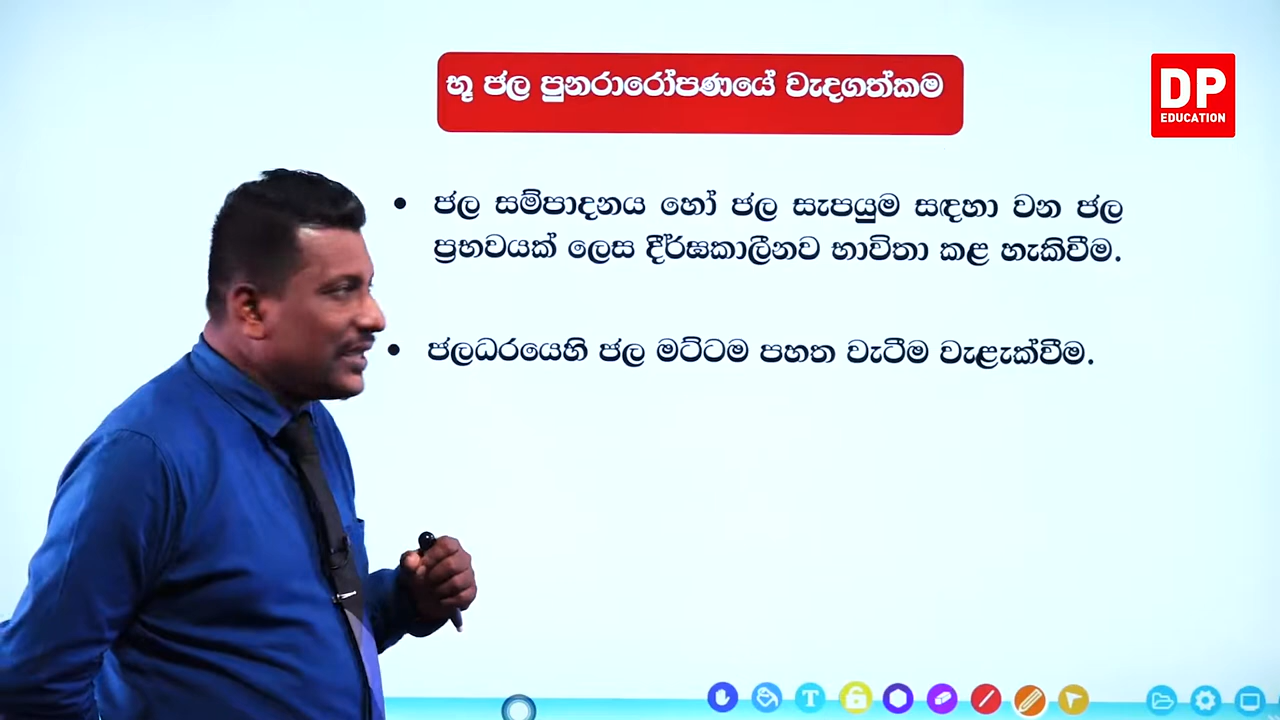 භූ ජල පුනරාරෝපණයේ වැදගත්කම
DP
EDUCATION
• ජල සම්පාදනය හෝ ජල සැපයුම සඳහා වන ජල
ප්‍රභවයක් ලෙස දීර්ඝකාලීනව භාවිතා කළ හැකිවීම.
• ජලධරයෙහි ජල මට්ටම පහත වැටීම වැළැක්වීම.